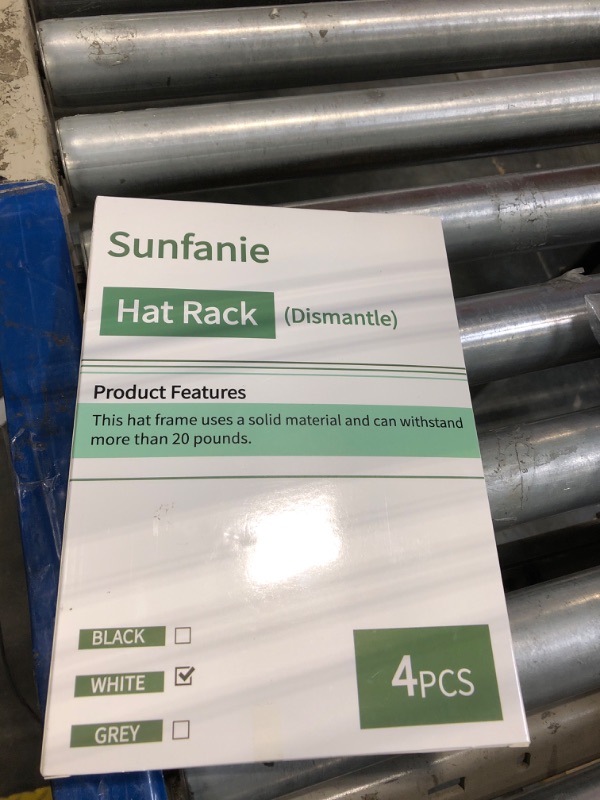 Sunfanie
Hat Rack (Dismantle)
Product Features
This hat frame uses a solid material and can withstand
more than 20 pounds.
BLACK
WHITE
GREY
4PCS